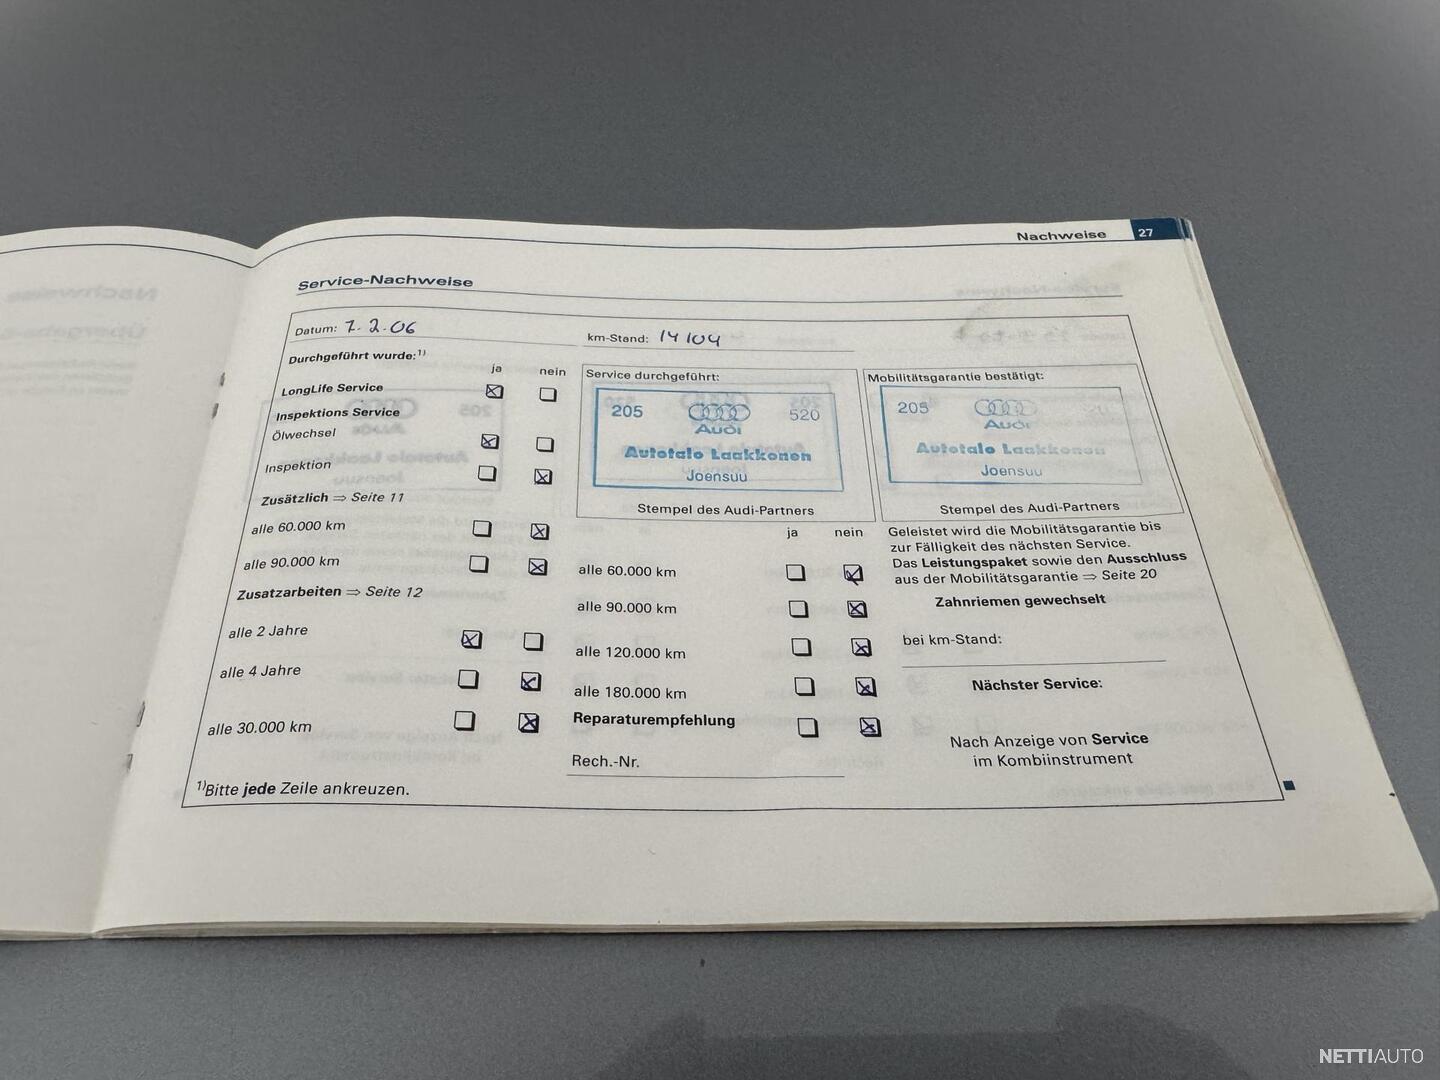 Nachweise 27
Service-Nachweise
Datum: 7.2.06
km-Stand: 14104
Durchgeführt wurde:1)
ja nein
LongLife Service
Inspektions Service
Ölwechsel
Inspektion
Zusätzlich ⇒ Seite 11
alle 60.000 km
alle 90.000 km
Zusatzarbeiten ⇒ Seite 12
alle 2 Jahre
alle 4 Jahre
alle 30.000 km
1)Bitte jede Zeile ankreuzen.
Service durchgeführt:
205 520
Audi
Autotalo Laakkonen
Joensuu
Stempel des Audi-Partners
ja nein
alle 60.000 km
alle 90.000 km
alle 120.000 km
alle 180.000 km
Reparaturempfehlung
Rech.-Nr.
Mobilitätsgarantie bestätigt:
205
Audi
Autotalo Laakkonen
Joensuu
Stempel des Audi-Partners
Geleistet wird die Mobilitätsgarantie bis
zur Fälligkeit des nächsten Service.
Das Leistungspaket sowie den Ausschluss
aus der Mobilitätsgarantie ⇒ Seite 20
Zahnriemen gewechselt
bei km-Stand:
Nächster Service:
Nach Anzeige von Service
im Kombiinstrument
NETTIAUTO